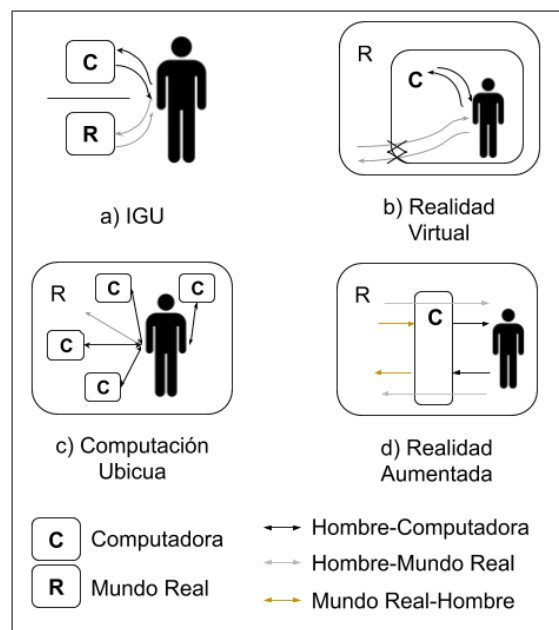 C
R
a) IGU
R
C
b) Realidad
Virtual
R
C
C
C
C
c) Computación
Ubicua
R
C
d) Realidad
Aumentada
C Computadora
R Mundo Real
Hombre-Computadora
Hombre-Mundo Real
Mundo Real-Hombre